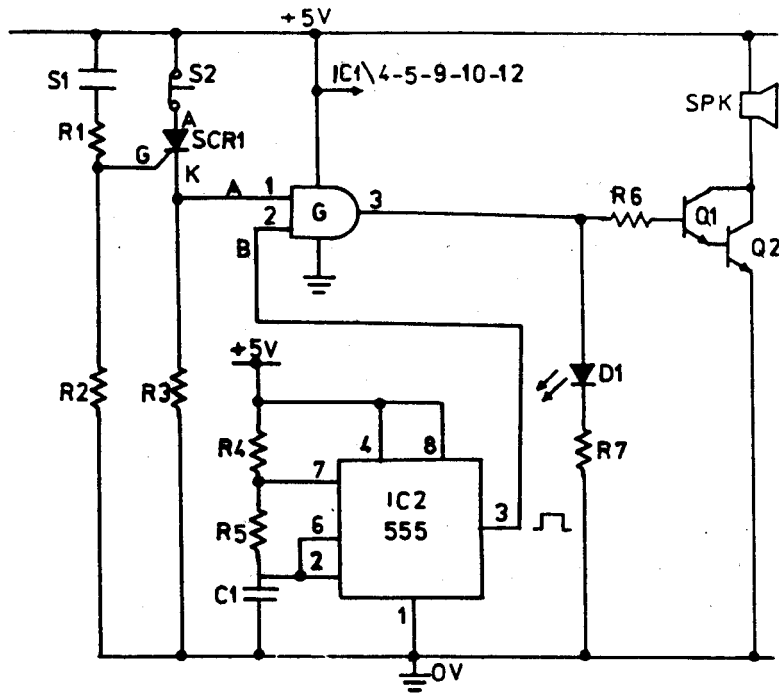 +5V
IC1\4-5-9-10-12
S1
S2
SPK
A
R1
SCR1
G
K
A
1
G
3
R6
2
Q1
B
Q2
+5V
R2
R3
D1
R4
4
8
7
R7
IC2
3
R5
6
555
2
C1
1
0V